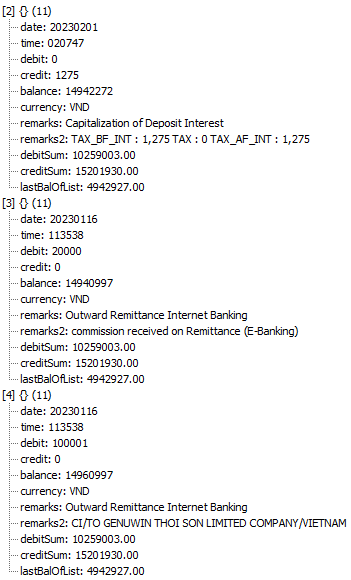 [2] {} (11)
date: 20230201
time: 020747
debit: 0
credit: 1275
balance: 14942272
currency: VND
remarks: Capitalization of Deposit Interest
remarks2: TAX_BF_INT : 1,275 TAX : 0 TAX_AF_INT : 1,275
debitSum: 10259003.00
creditSum: 15201930.00
lastBalOfList: 4942927.00
[3] {} (11)
date: 20230116
time: 113538
debit: 20000
credit: 0
balance: 14940997
currency: VND
remarks: Outward Remittance Internet Banking
remarks2: commission received on Remittance (E-Banking)
debitSum: 10259003.00
creditSum: 15201930.00
lastBalOfList: 4942927.00
[4] {} (11)
date: 20230116
time: 113538
debit: 100001
credit: 0
balance: 14960997
currency: VND
remarks: Outward Remittance Internet Banking
remarks2: CI/TO GENUWIN THOI SON LIMITED COMPANY/VIETNAM
debitSum: 10259003.00
creditSum: 15201930.00
lastBalOfList: 4942927.00